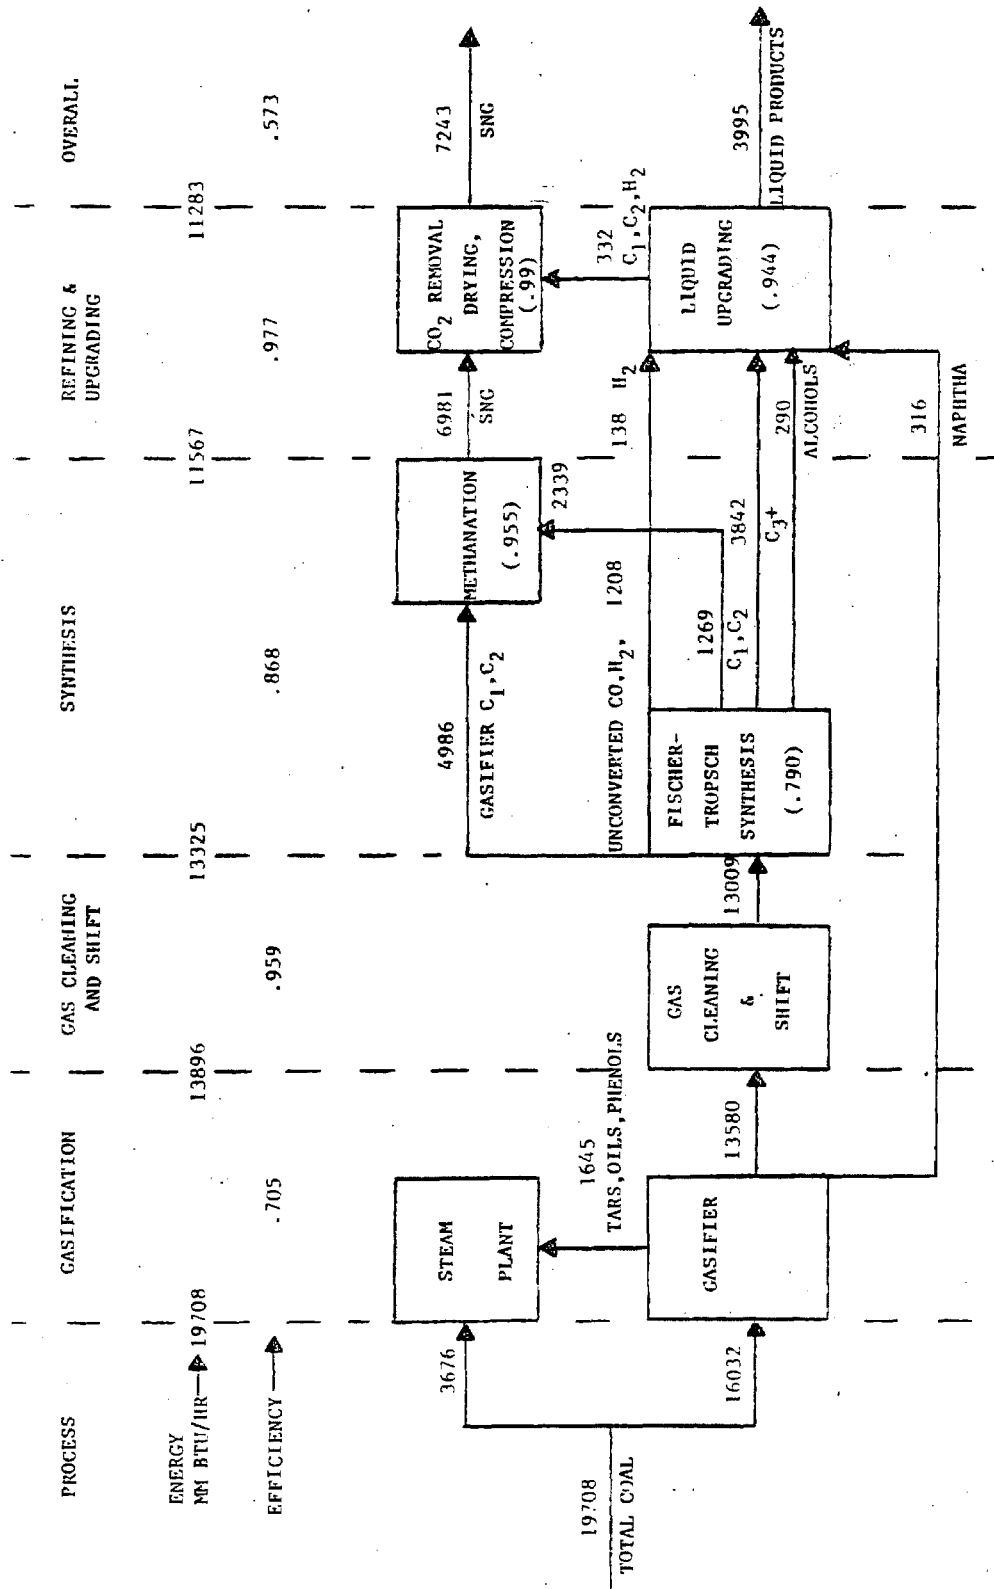 PROCESS
GASIFICATION
GAS CLEANING
AND SHIFT
SYNTHESIS
REFINING &
UPGRADING
OVERALL
ENERGY
MM BTU/HR
19708
13896
13325
11567
11283
EFFICIENCY
.705
.959
.868
.977
.573
19708
TOTAL COAL
3676
16032
STEAM
PLANT
GASIFIER
1645
TARS,OILS,PHENOLS
13580
GAS
CLEANING
&
SHIFT
13009
4986
GASIFIER C1,C2
UNCONVERTED CO,H2, 1208
FISCHER-
TROPSCH
SYNTHESIS
(.790)
1269
C1,C2
3842
C3+
METHANATION
(.955)
2339
6981
SNG
138 H2
290
ALCOHOLS
316
NAPHTHA
CO2 REMOVAL
DRYING,
COMPRESSION
(.99)
332
C1,C2,H2
LIQUID
UPGRADING
(.944)
7243
SNG
3995
LIQUID PRODUCTS